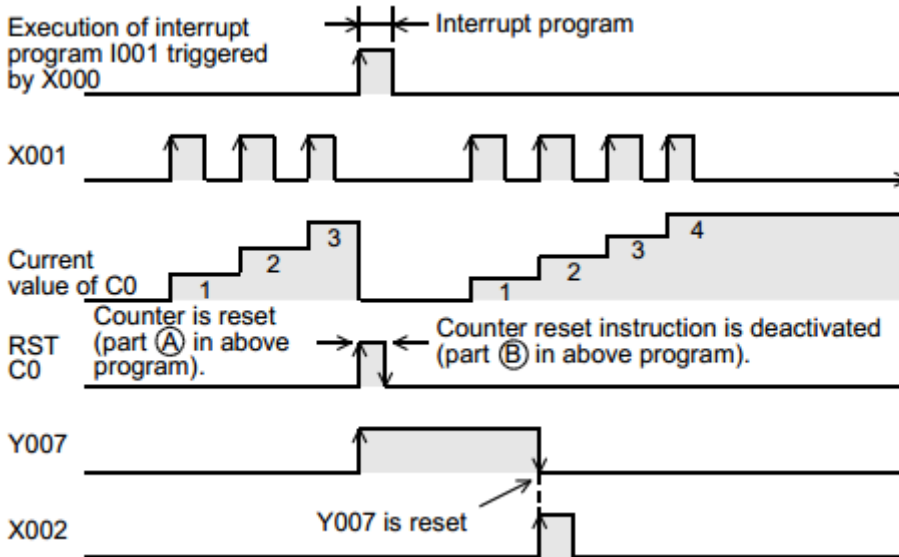 Execution of interrupt
program I001 triggered
by X000
Interrupt program
X001
Current
value of C0
1
2
3
1
2
3
4
RST
C0
Counter is reset
(part Ⓐ in above
program).
Counter reset instruction is deactivated
(part Ⓑ in above program).
Y007
Y007 is reset
X002